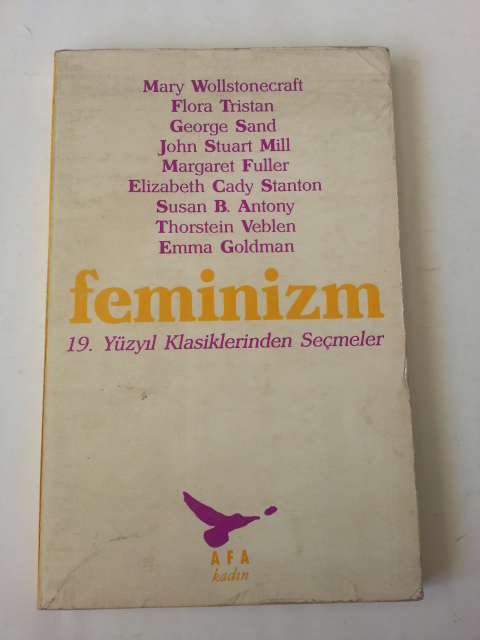 Mary Wollstonecraft
Flora Tristan
George Sand
John Stuart Mill
Margaret Fuller
Elizabeth Cady Stanton
Susan B. Antony
Thorstein Veblen
Emma Goldman
feminizm
19. Yüzyıl Klasiklerinden Seçmeler
AFA
kadın